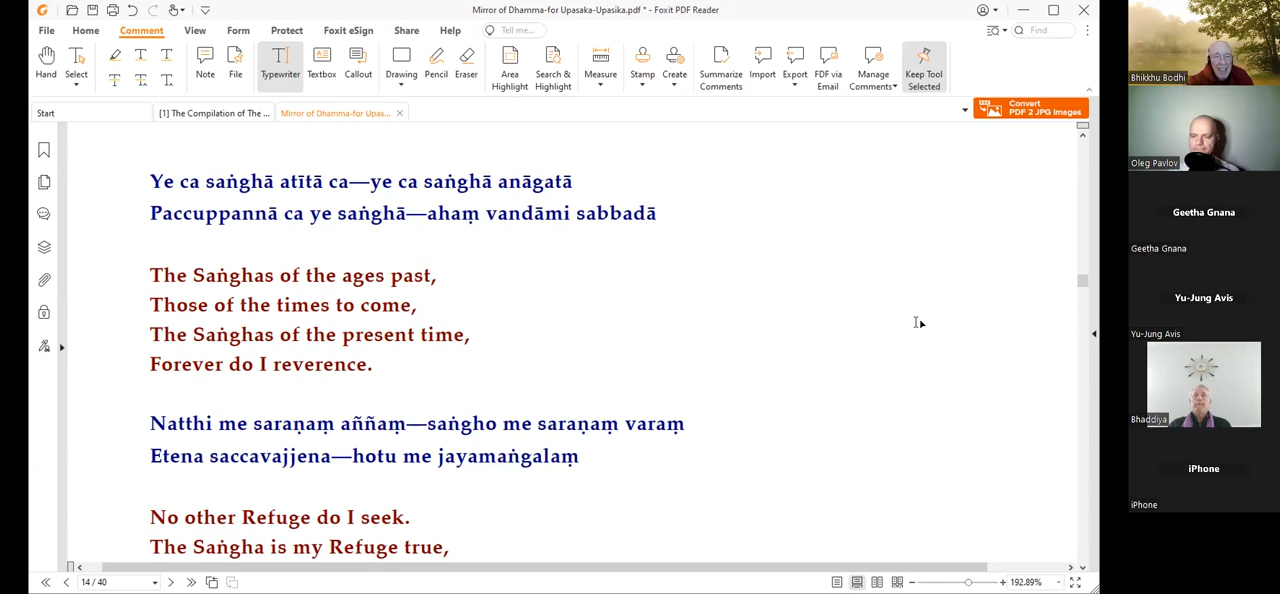 Mirror of Dhamma-for Upasaka-Upasika.pdf * - Foxit PDF Reader
File Home Comment View Form Protect Foxit eSign Share Help Tell me... Find
Hand Select Note File Typewriter Textbox Callout Drawing Pencil Eraser Area Highlight Search & Highlight Measure Stamp Create Summarize Comments Import Export FDF via Email Manage Comments Keep Tool Selected
Start [1] The Compilation of The ... Mirror of Dhamma-for Upas...
Convert
PDF 2 JPG Images
Ye ca saṅghā atītā ca—ye ca saṅghā anāgatā
Paccuppannā ca ye saṅghā—ahaṃ vandāmi sabbadā
The Saṅghas of the ages past,
Those of the times to come,
The Saṅghas of the present time,
Forever do I reverence.
Natthi me saraṇaṃ aññaṃ—saṅgho me saraṇaṃ varaṃ
Etena saccavajjena—hotu me jayamaṅgalaṃ
No other Refuge do I seek.
The Saṅgha is my Refuge true,
14 / 40
192.89%
Bhikkhu Bodhi
Oleg Pavlov
Geetha Gnana
Geetha Gnana
Yu-Jung Avis
Yu-Jung Avis
Bhaddiya
iPhone
iPhone